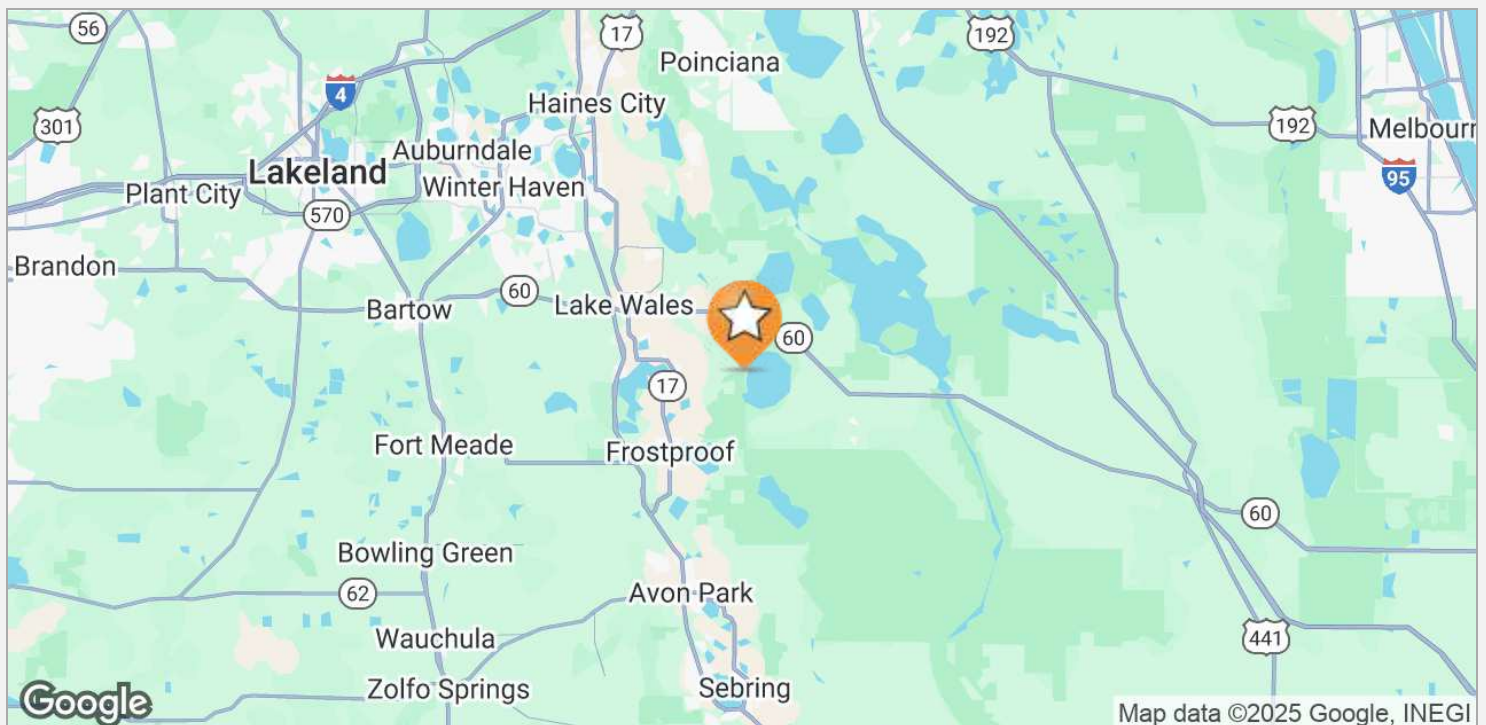 56
17
192
Poinciana
4
Haines City
301
192
Melbourn
Auburndale
Lakeland
Winter Haven
95
Plant City
570
Brandon
60
Lake Wales
Bartow
60
17
Fort Meade
Frostproof
60
Bowling Green
62
Avon Park
Wauchula
441
Zolfo Springs
Sebring
Google
Map data ©2025 Google, INEGI